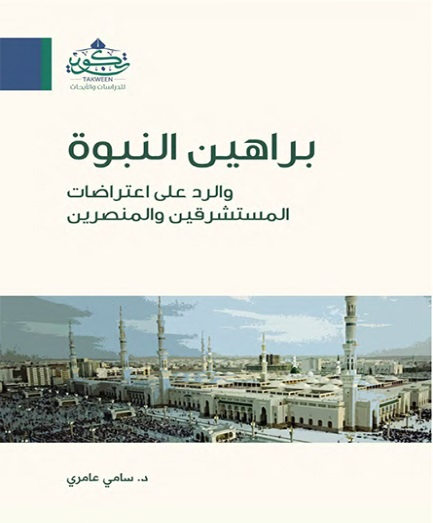 تكوين
TAKWEEN
للدراسات والأبحاث
براهين النبوة
والرد على اعتراضات
المستشرقين والمنصرين
د. سامي عامري